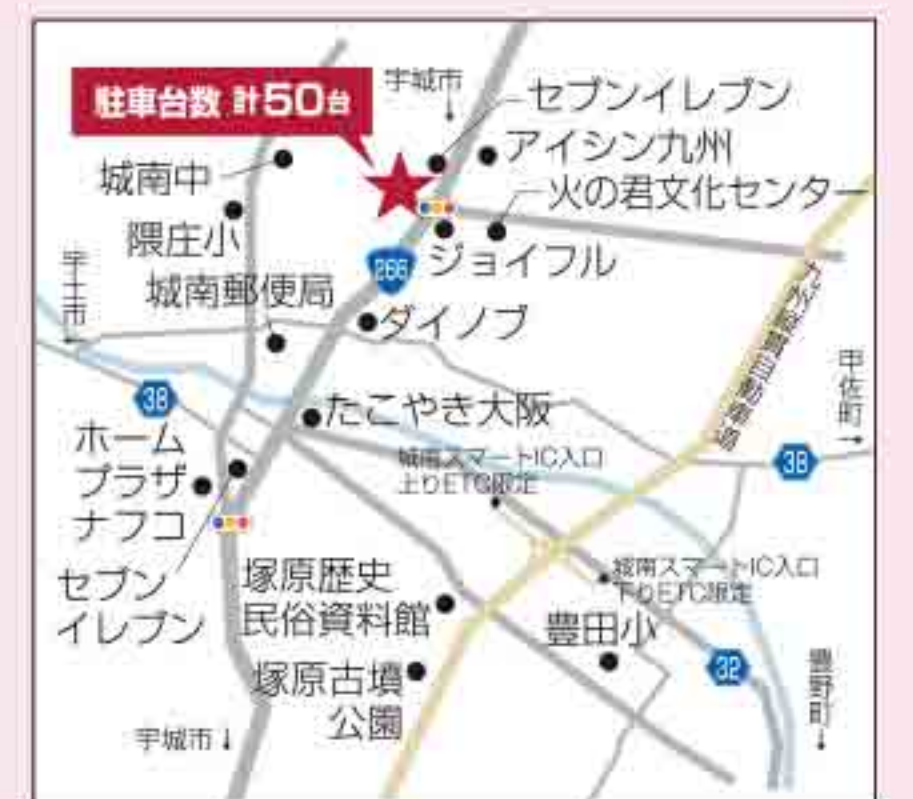 駐車台数 計50台
宇城市
↓
セブンイレブン
アイシン九州
火の君文化センター
城南中
隈庄小
宇土市
↓
266
ジョイフル
城南郵便局
ダイノブ
九州縦貫自動車道
甲佐町
↓
38
たこやき大阪
ホーム
プラザ
ナフコ
城南スマートIC入口
上りETC限定
38
セブン
イレブン
塚原歴史
民俗資料館
城南スマートIC入口
下りETC限定
豊田小
32
塚原古墳
公園
豊野町
↓
宇城市↓